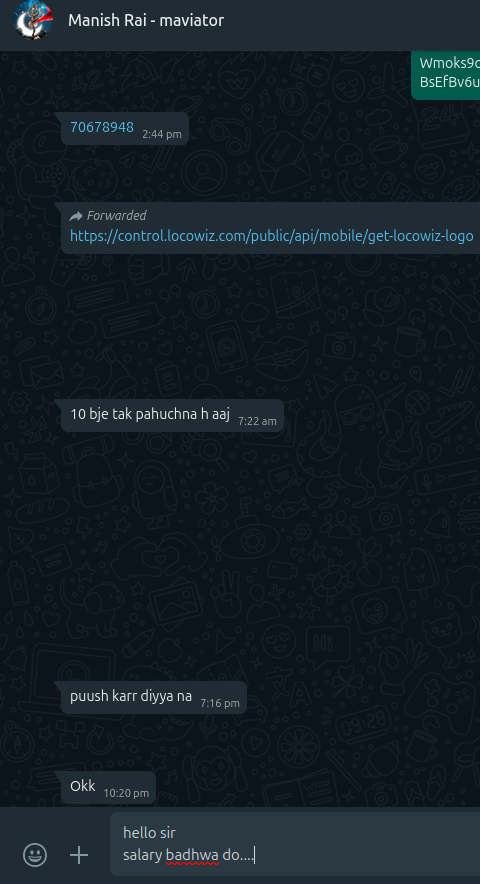 Manish Rai - maviator
Wmoks9
BsEfBv6u
70678948 2:44 pm
Forwarded
https://control.locowiz.com/public/api/mobile/get-locowiz-logo
10 bje tak pahuchna h aaj 7:22 am
puush karr diyya na 7:16 pm
Okk 10:20 pm
hello sir
salary badhwa do....